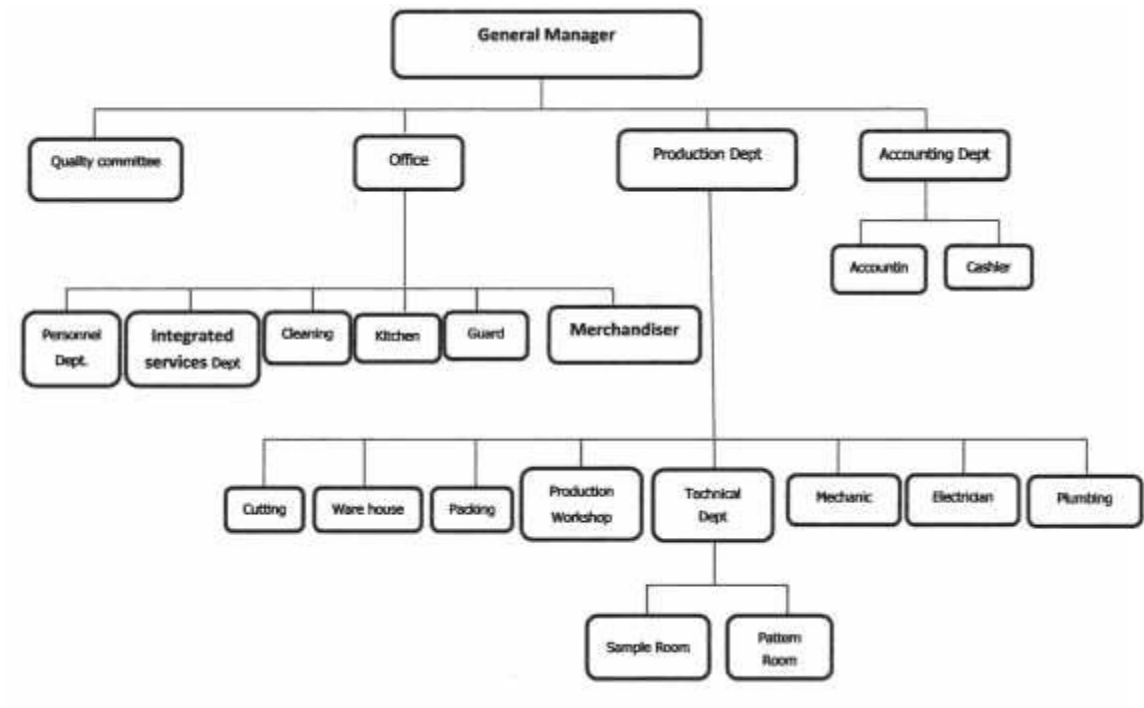 General Manager
Quality committee
Office
Production Dept
Accounting Dept
Accountin
Cashier
Personnel
Dept.
Integrated
services Dept
Cleaning
Kitchen
Guard
Merchandiser
Cutting
Ware house
Packing
Production
Workshop
Technical
Dept
Mechanic
Electrician
Plumbing
Sample Room
Pattern
Room